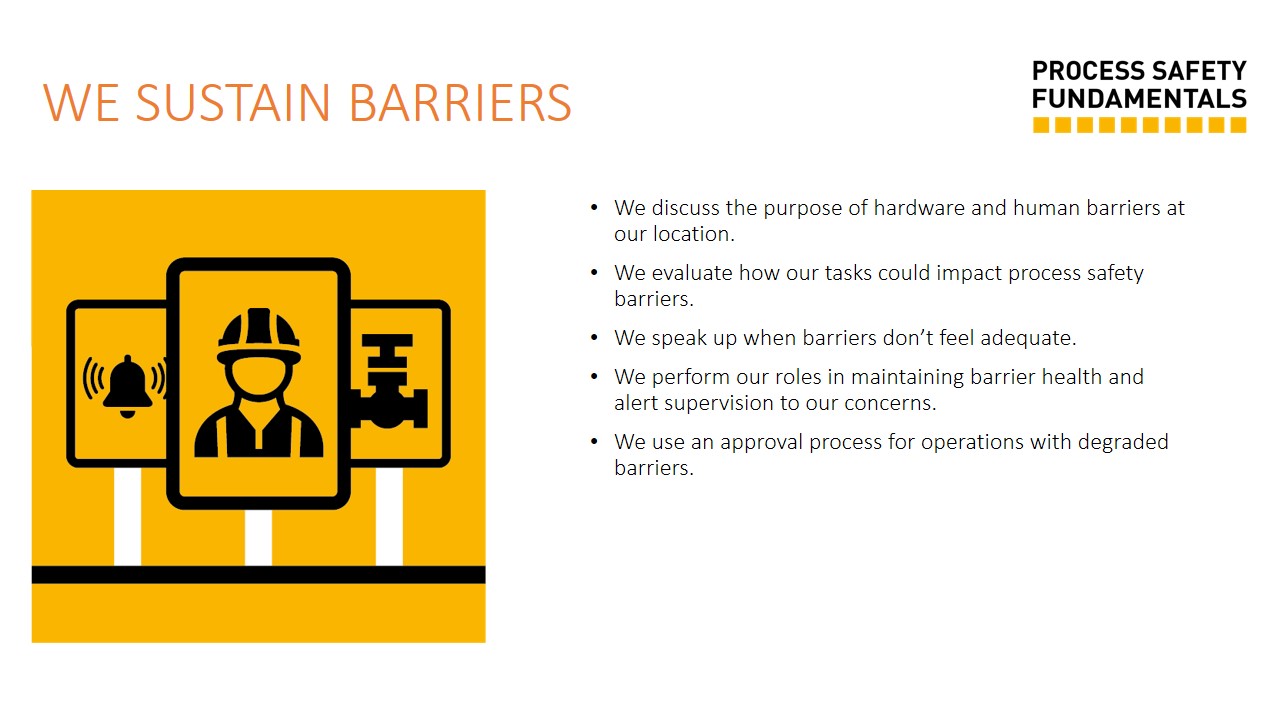 WE SUSTAIN BARRIERS
PROCESS SAFETY
FUNDAMENTALS
• We discuss the purpose of hardware and human barriers at
our location.
• We evaluate how our tasks could impact process safety
barriers.
• We speak up when barriers don’t feel adequate.
• We perform our roles in maintaining barrier health and
alert supervision to our concerns.
• We use an approval process for operations with degraded
barriers.